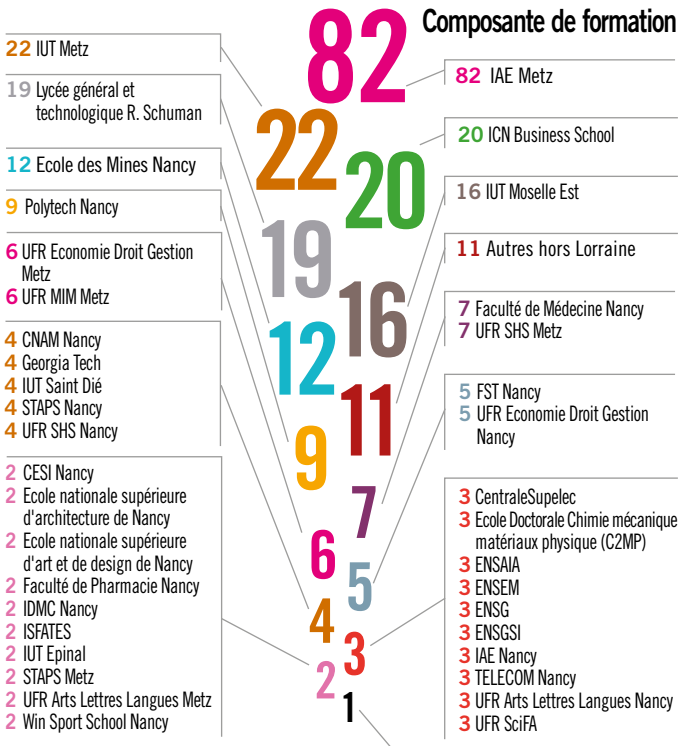 Composante de formation
22 IUT Metz
19 Lycée général et
technologique R. Schuman
12 Ecole des Mines Nancy
9 Polytech Nancy
6 UFR Economie Droit Gestion
Metz
6 UFR MIM Metz
4 CNAM Nancy
4 Georgia Tech
4 IUT Saint Dié
4 STAPS Nancy
4 UFR SHS Nancy
2 CESI Nancy
2 Ecole nationale supérieure
d'architecture de Nancy
2 Ecole nationale supérieure
d'art et de design de Nancy
2 Faculté de Pharmacie Nancy
2 IDMC Nancy
2 ISFATES
2 IUT Epinal
2 STAPS Metz
2 UFR Arts Lettres Langues Metz
2 Win Sport School Nancy
82
22
20
19
16
12
11
9
7
6
5
4
3
2
1
82 IAE Metz
20 ICN Business School
16 IUT Moselle Est
11 Autres hors Lorraine
7 Faculté de Médecine Nancy
7 UFR SHS Metz
5 FST Nancy
5 UFR Economie Droit Gestion
Nancy
3 CentraleSupelec
3 Ecole Doctorale Chimie mécanique
matériaux physique (C2MP)
3 ENSAIA
3 ENSEM
3 ENSG
3 ENSGSI
3 IAE Nancy
3 TELECOM Nancy
3 UFR Arts Lettres Langues Nancy
3 UFR SciFA